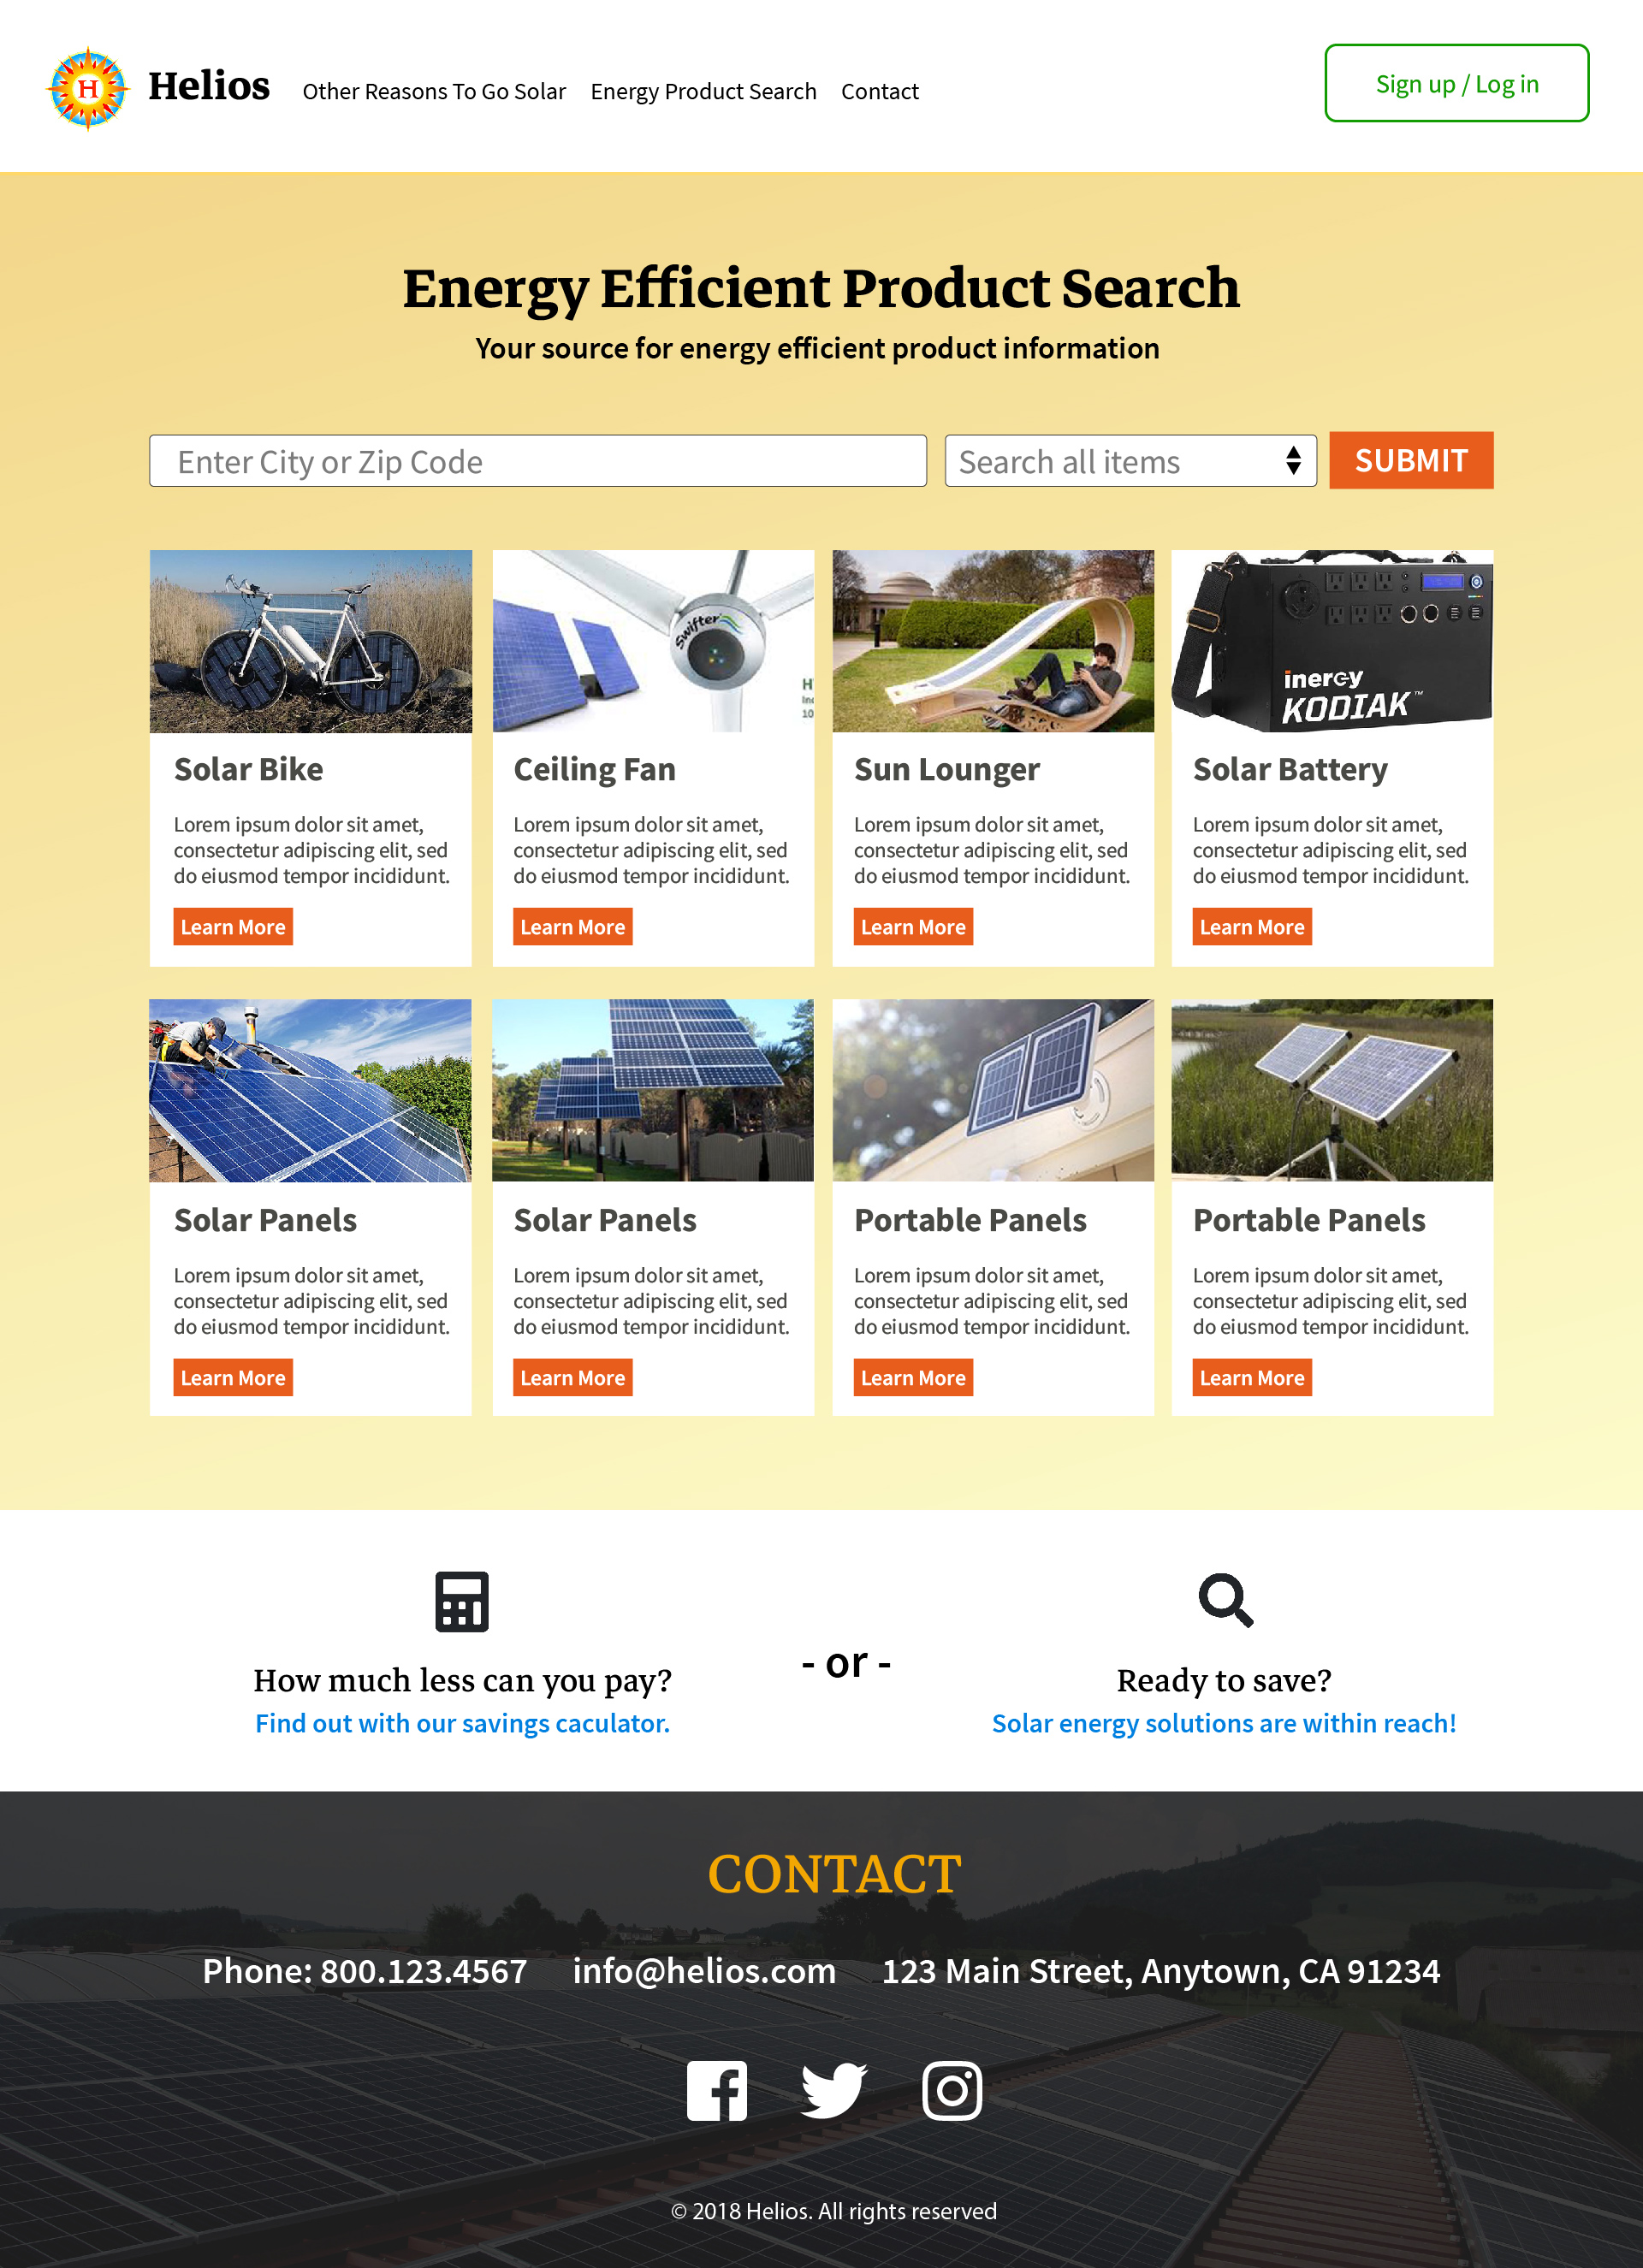 H
Helios
Other Reasons To Go Solar
Energy Product Search
Contact
Sign up / Log in
Energy Efficient Product Search
Your source for energy efficient product information
Enter City or Zip Code
Search all items
SUBMIT
Swifter
H
In
10
inergy
KODIAK™
Solar Bike
Lorem ipsum dolor sit amet,
consectetur adipiscing elit, sed
do eiusmod tempor incididunt.
Learn More
Ceiling Fan
Lorem ipsum dolor sit amet,
consectetur adipiscing elit, sed
do eiusmod tempor incididunt.
Learn More
Sun Lounger
Lorem ipsum dolor sit amet,
consectetur adipiscing elit, sed
do eiusmod tempor incididunt.
Learn More
Solar Battery
Lorem ipsum dolor sit amet,
consectetur adipiscing elit, sed
do eiusmod tempor incididunt.
Learn More
Solar Panels
Lorem ipsum dolor sit amet,
consectetur adipiscing elit, sed
do eiusmod tempor incididunt.
Learn More
Solar Panels
Lorem ipsum dolor sit amet,
consectetur adipiscing elit, sed
do eiusmod tempor incididunt.
Learn More
Portable Panels
Lorem ipsum dolor sit amet,
consectetur adipiscing elit, sed
do eiusmod tempor incididunt.
Learn More
Portable Panels
Lorem ipsum dolor sit amet,
consectetur adipiscing elit, sed
do eiusmod tempor incididunt.
Learn More
How much less can you pay?
Find out with our savings caculator.
- or -
Ready to save?
Solar energy solutions are within reach!
CONTACT
Phone: 800.123.4567
info@helios.com
123 Main Street, Anytown, CA 91234
© 2018 Helios. All rights reserved